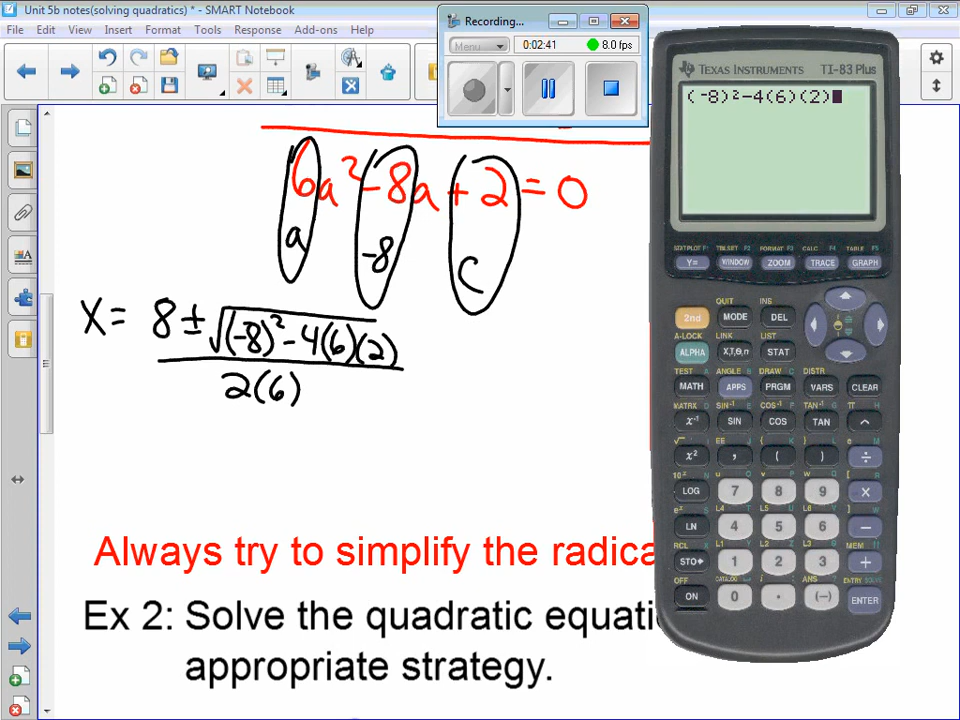 Unit 5b notes(solving quadratics) * - SMART Notebook
File Edit View Insert Format Tools Response Add-ons Help
Recording...
Menu 0:02:41 8.0 fps
6a²-8a+2=0
a -8 C
X= 8±√(-8)²-4(6)(2)
2(6)
Always try to simplify the radica
Ex 2: Solve the quadratic equati
appropriate strategy.
TEXAS INSTRUMENTS TI-83 Plus
(-8)²-4(6)(2)
STAT PLOT F1 TBLSET F2 FORMAT F3 CALC F4 TABLE F5
Y= WINDOW ZOOM TRACE GRAPH
QUIT INS
2nd MODE DEL
A-LOCK LINK LIST
ALPHA X,T,θ,n STAT
TEST A ANGLE B DRAW C DISTR
MATH APPS PRGM VARS CLEAR
MATRX D SIN⁻¹ E COS⁻¹ F TAN⁻¹ G π H
x⁻¹ SIN COS TAN ^
√ I EE J { K } L e M
x² , ( ) ÷
10ˣ N u O v P w Q [ R
LOG 7 8 9 X
eˣ S L4 T L5 U L6 V ] W
LN 4 5 6 −
RCL X L1 Y L2 Z L3 θ MEM "
STO▸ 1 2 3 +
OFF CATALOG i : ANS ? ENTRY SOLVE
ON 0 . (−) ENTER